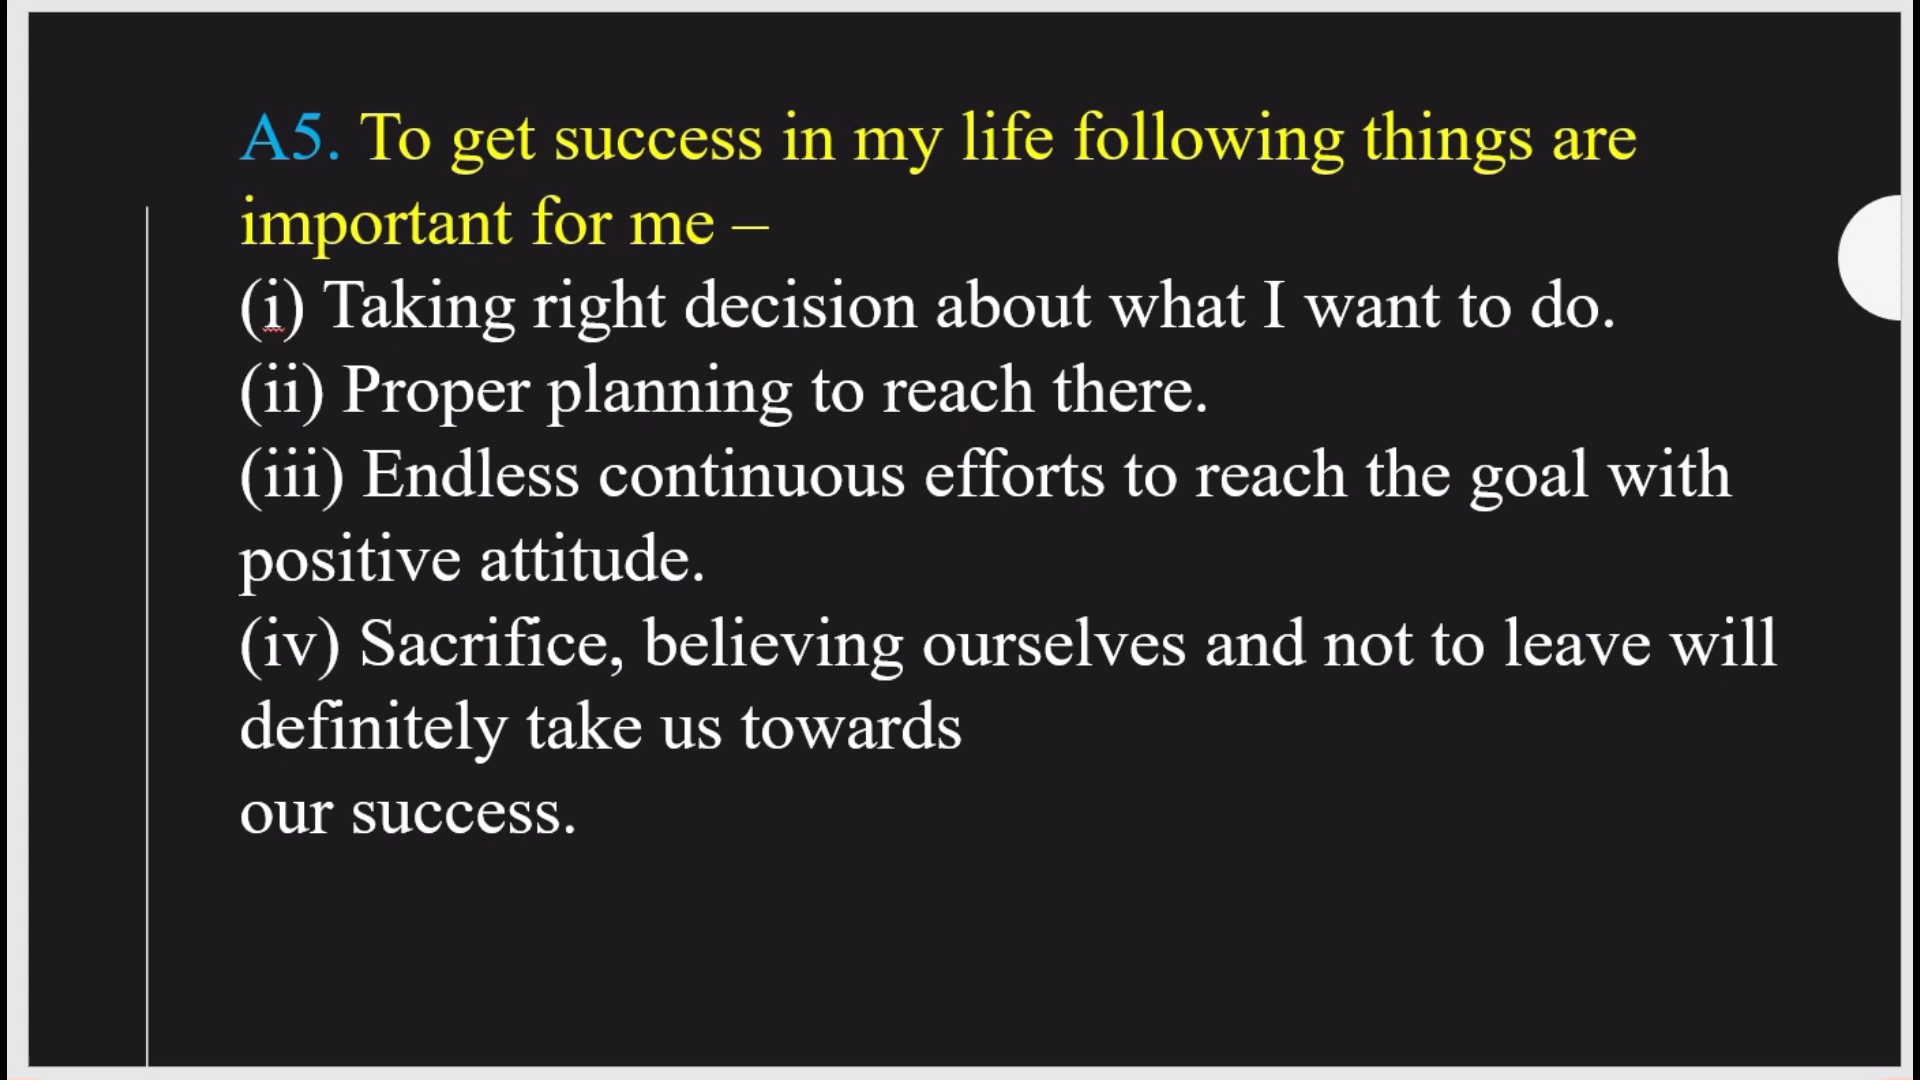 A5. To get success in my life following things are
important for me –
(i) Taking right decision about what I want to do.
(ii) Proper planning to reach there.
(iii) Endless continuous efforts to reach the goal with
positive attitude.
(iv) Sacrifice, believing ourselves and not to leave will
definitely take us towards
our success.